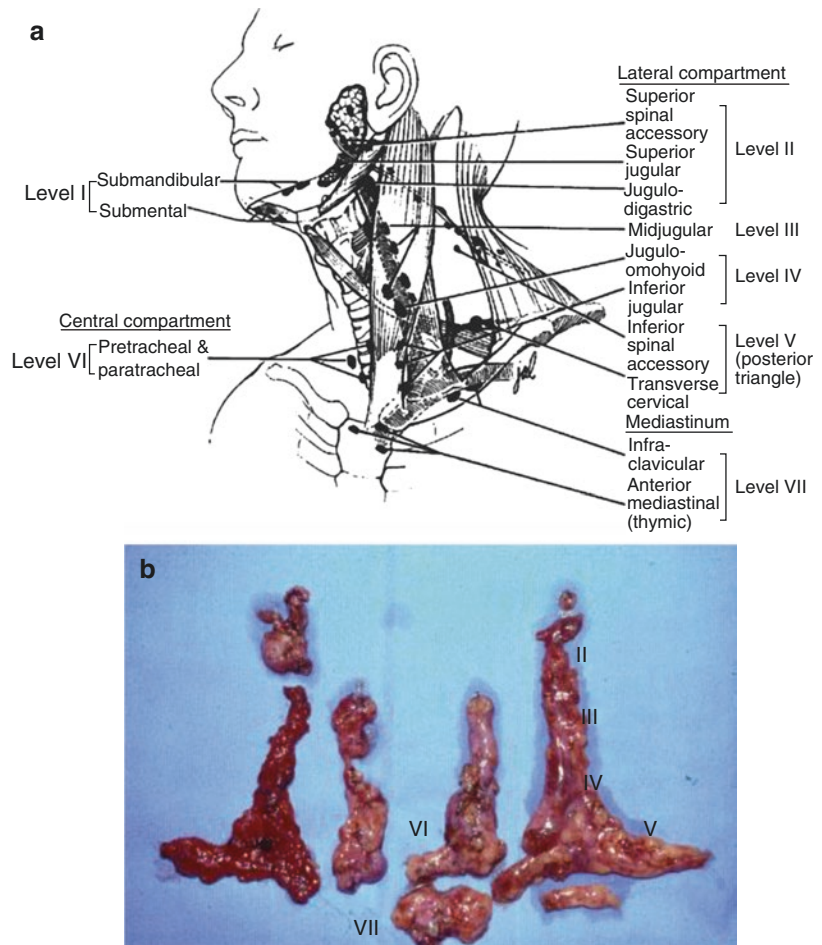 a
Lateral compartment
Superior
spinal
accessory
Superior
jugular
Jugulo-
digastric
Level II
Midjugular
Level III
Jugulo-
omohyoid
Inferior
jugular
Level IV
Inferior
spinal
accessory
Transverse
cervical
Level V
(posterior
triangle)
Mediastinum
Infra-
clavicular
Anterior
mediastinal
(thymic)
Level VII
Level I
Submandibular
Submental
Central compartment
Level VI
Pretracheal &
paratracheal
b
II
III
IV
V
VI
VII